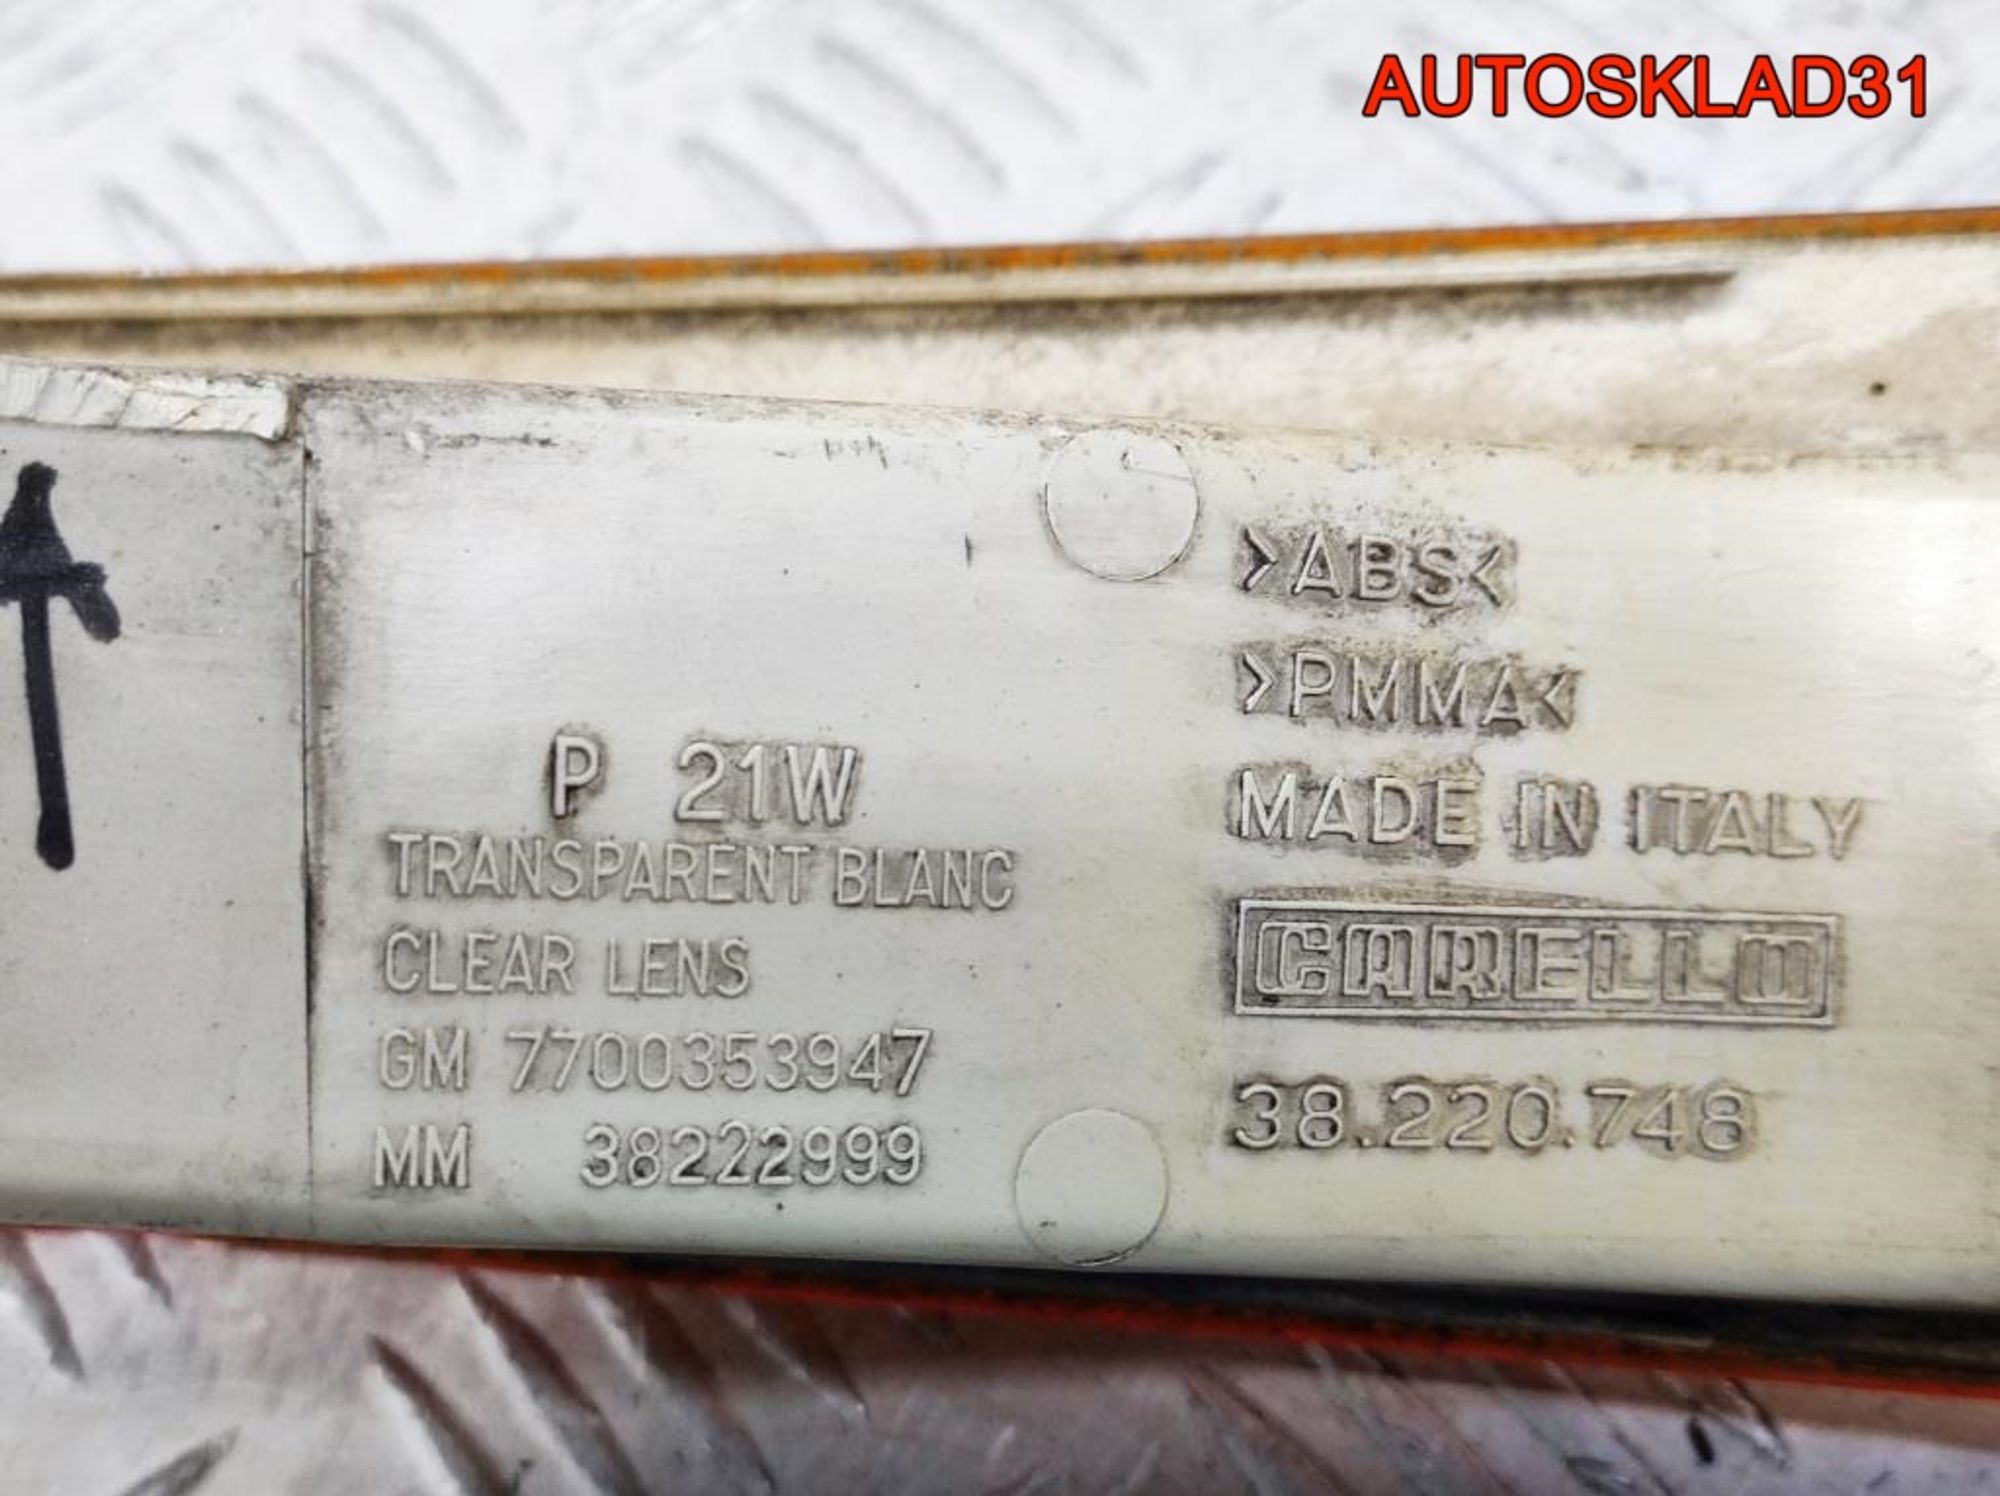 AUTOSKLAD31
>ABS<
>PMMA<
MADE IN ITALY
CARELLO
38.220.748
P 21W
TRANSPARENT BLANC
CLEAR LENS
GM 7700353947
MM 38222999